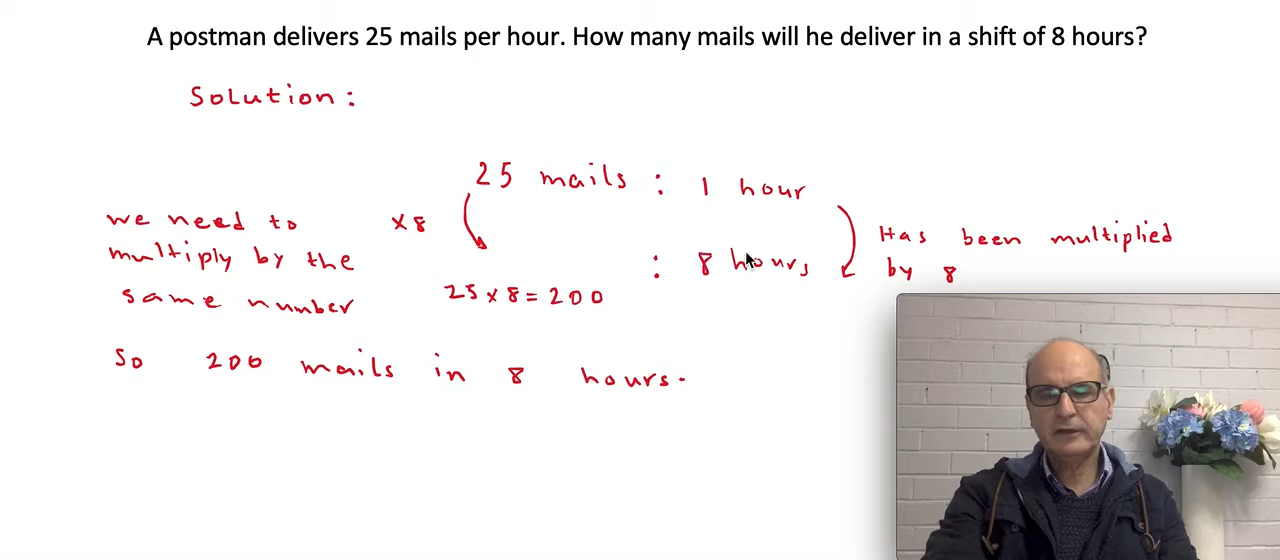 A postman delivers 25 mails per hour. How many mails will he deliver in a shift of 8 hours?
Solution:
25 mails : 1 hour
we need to
multiply by the
same number
×8
: 8 hours
Has been multiplied
by 8
25 × 8 = 200
So 200 mails in 8 hours.